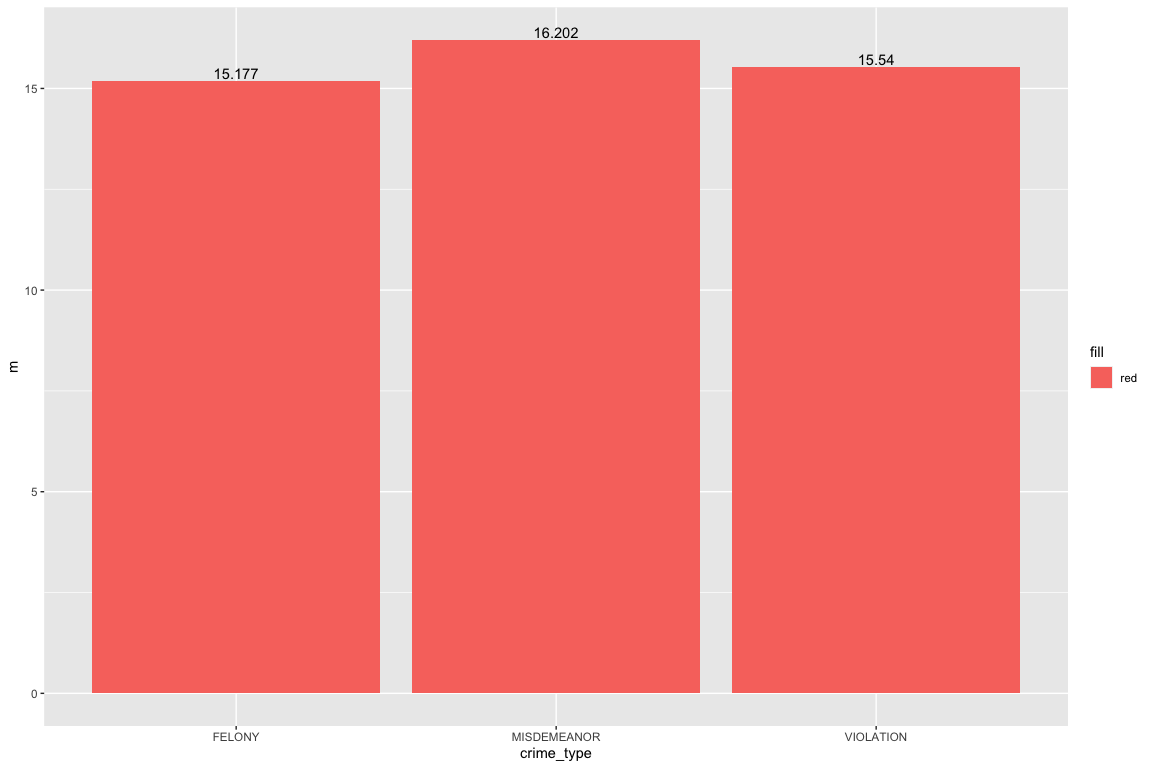 16.202
15.54
15.177
15
10
5
0
m
FELONY
MISDEMEANOR
VIOLATION
crime_type
fill
red